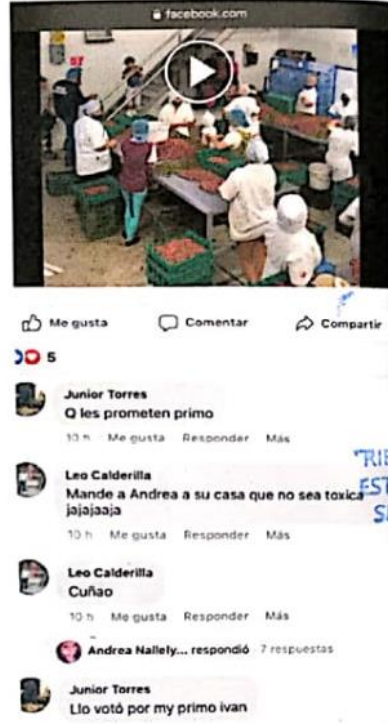 facebook.com
Me gusta Comentar Compartir
5
Junior Torres
Q les prometen primo
10 h Me gusta Responder Más
Leo Calderilla
Mande a Andrea a su casa que no sea toxica
jajajaaja
10 h Me gusta Responder Más
Leo Calderilla
Cuñao
10 h Me gusta Responder Más
Andrea Nallely... respondió 7 respuestas
Junior Torres
Llo votó por my primo ivan